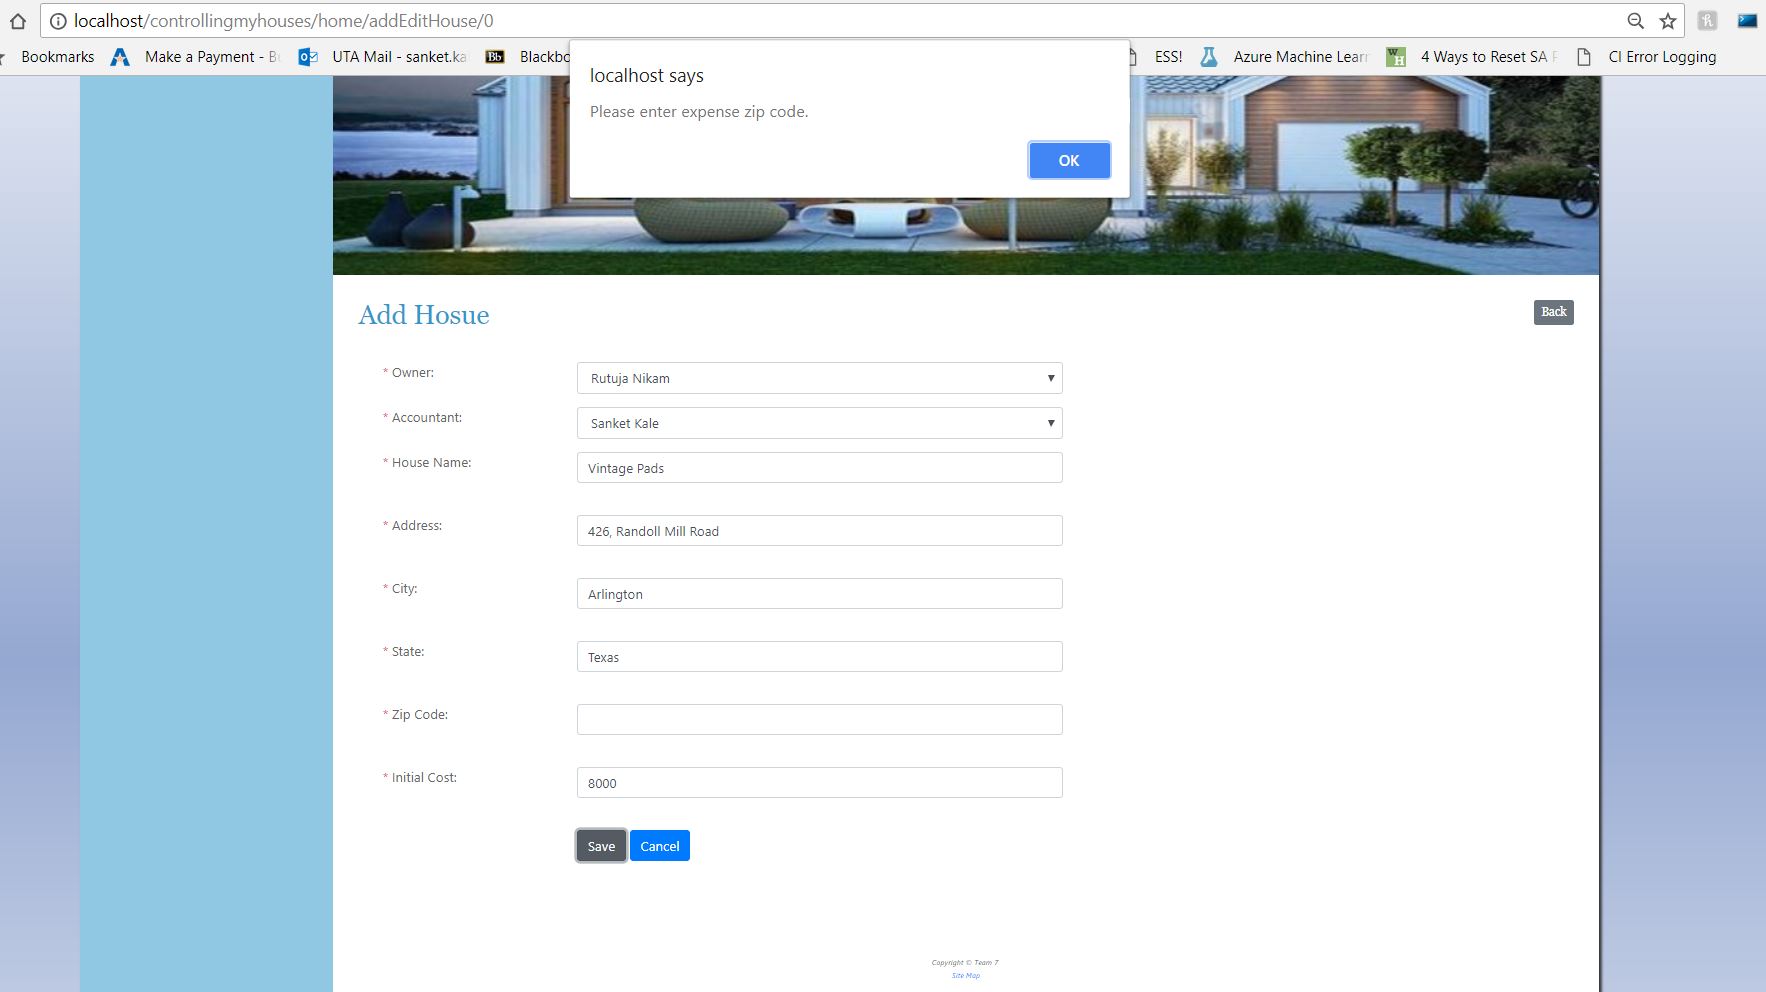 localhost/controllingmyhouses/home/addEditHouse/0
Bookmarks Make a Payment - UTA Mail - sanket.ka Bb ESS! Azure Machine Lear 4 Ways to Reset SA CI Error Logging
localhost says
Please enter expense zip code.
OK
Add Hosue
Back
* Owner: Rutuja Nikam
* Accountant: Sanket Kale
* House Name: Vintage Pads
* Address: 426, Randoll Mill Road
* City: Arlington
* State: Texas
* Zip Code:
* Initial Cost: 8000
Save Cancel
Copyright © Team 7
Site Map